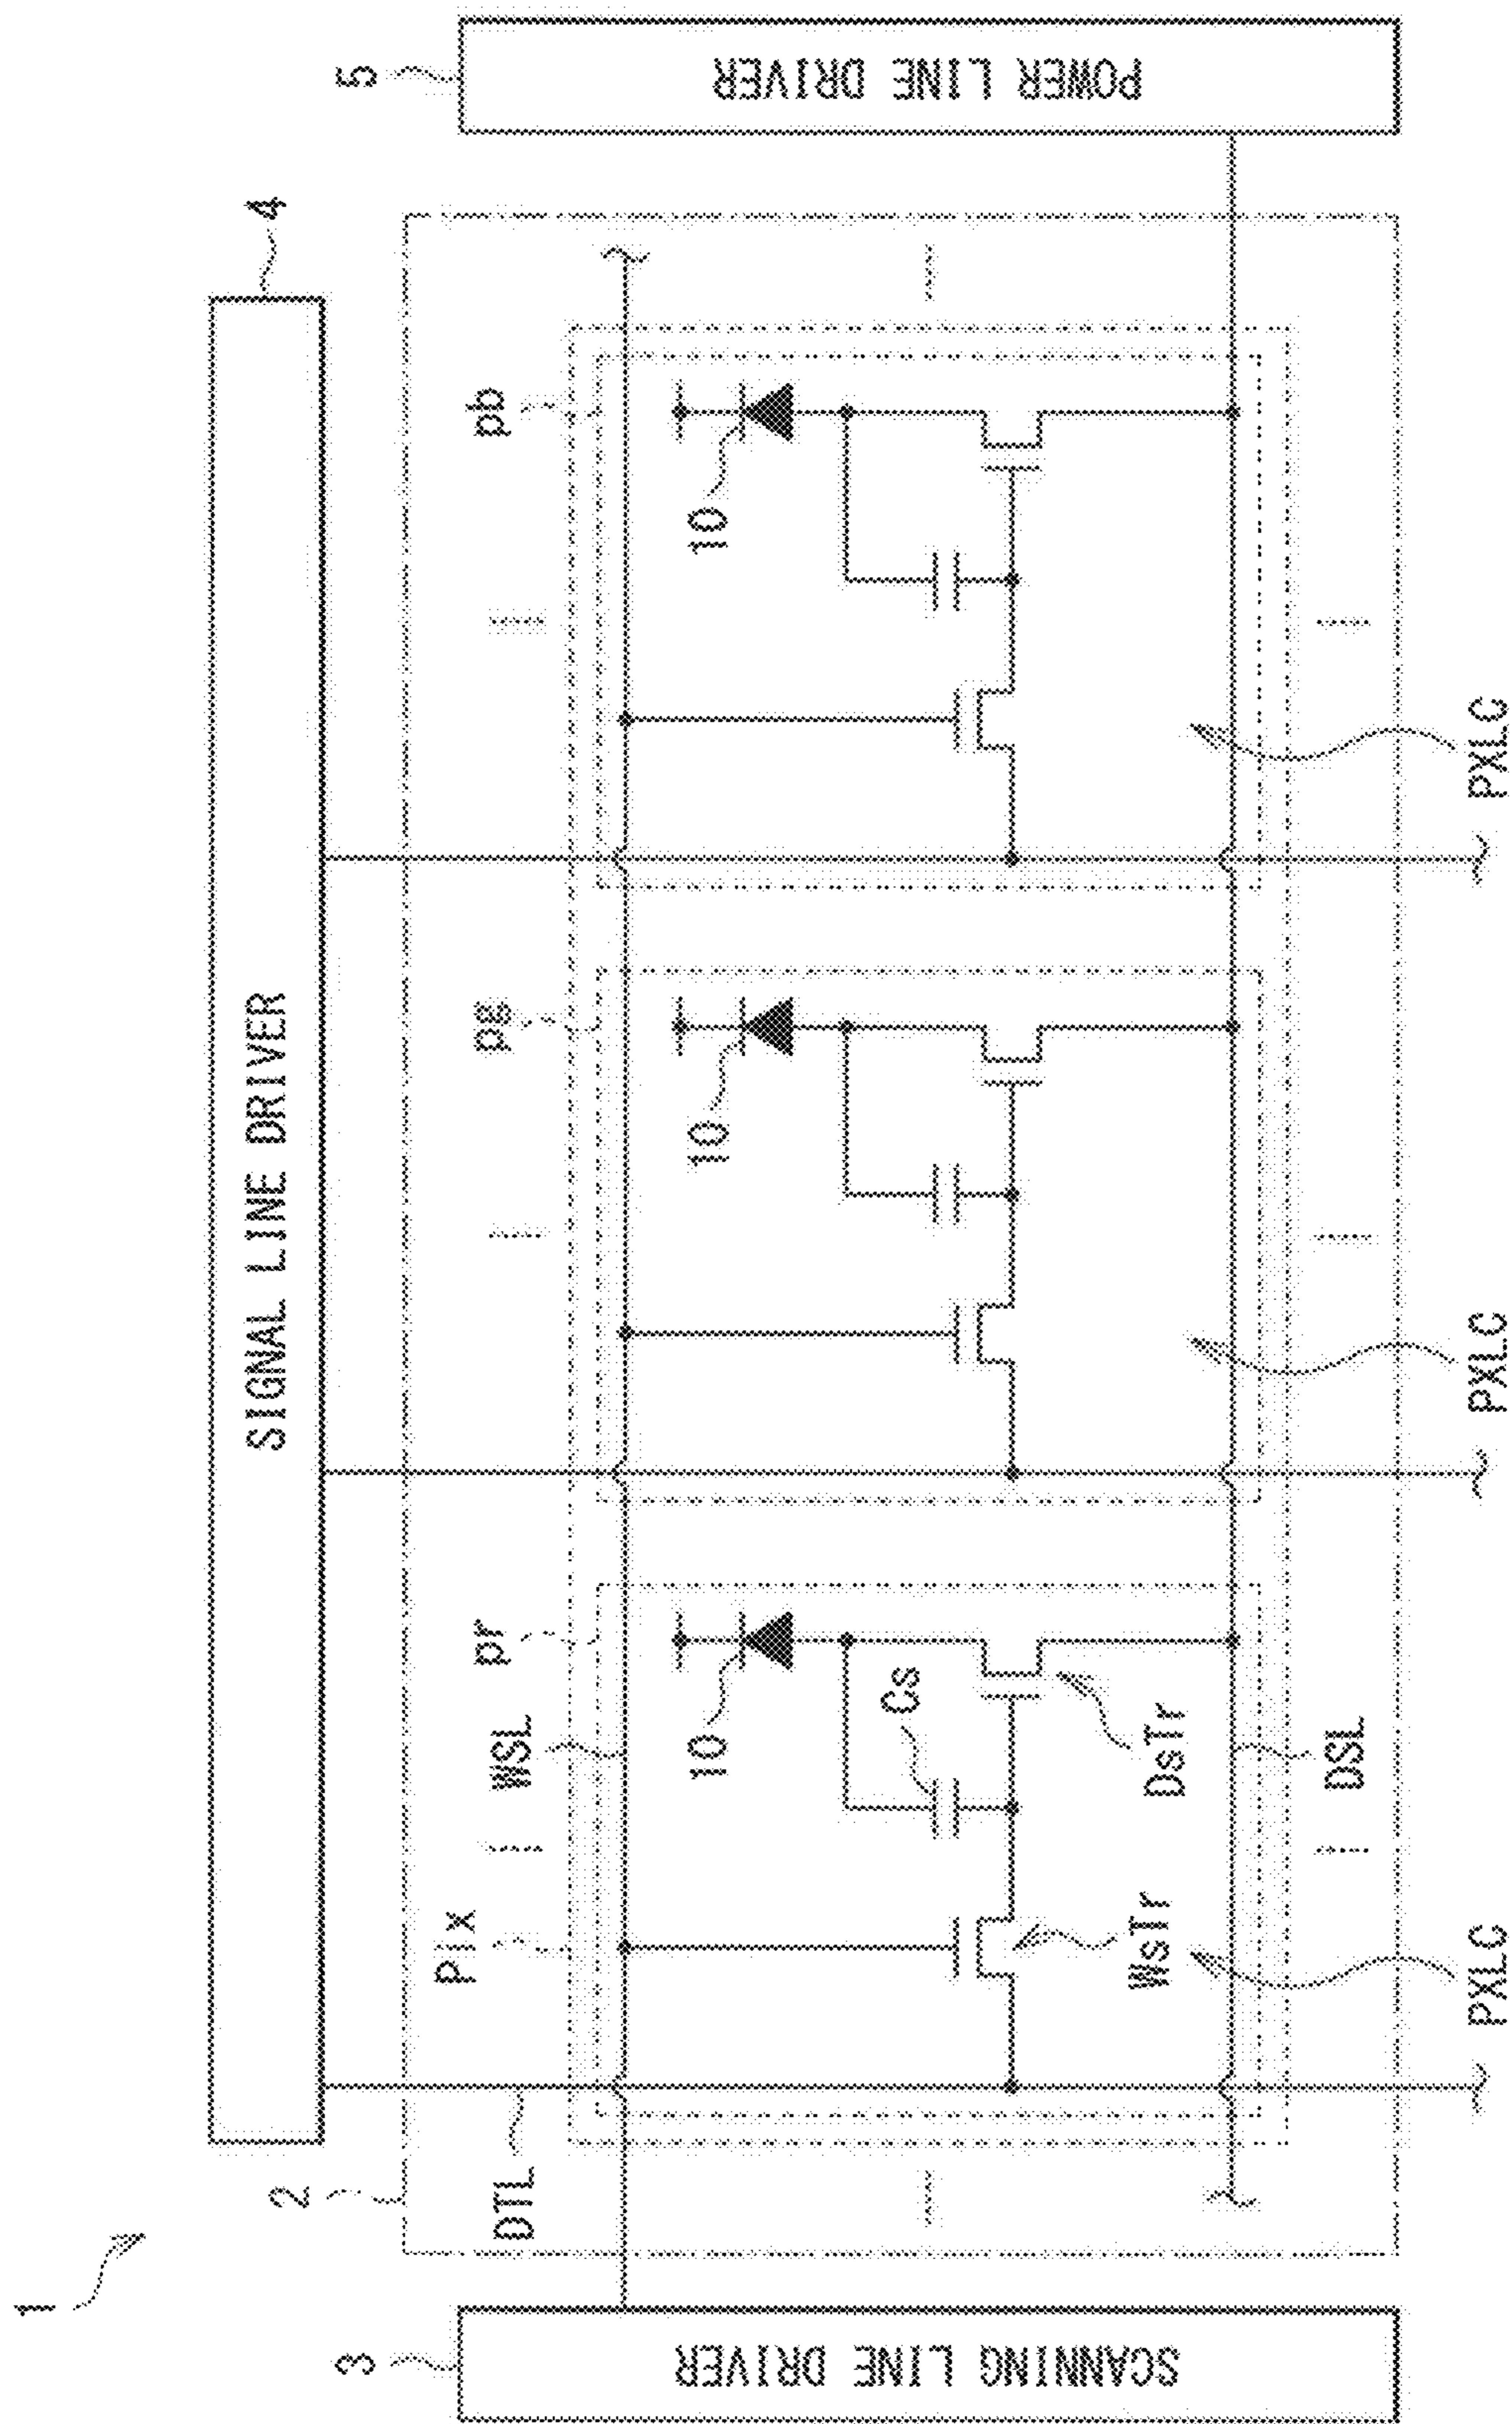 1
2
3
SCANNING LINE DRIVER
4
SIGNAL LINE DRIVER
5
POWER LINE DRIVER
DTL
Pix
WSL
pr
pg
pb
10
10
10
Cs
WsTr
DsTr
DSL
PXLC
PXLC
PXLC